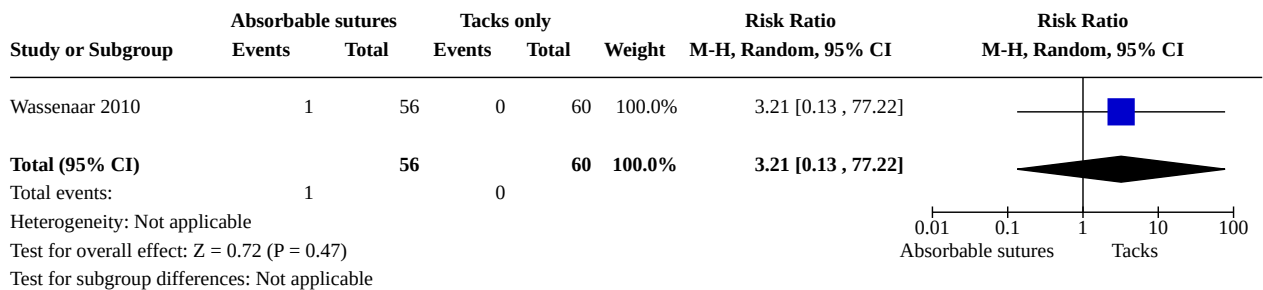 Absorbable sutures Tacks only Risk Ratio Risk Ratio
Study or Subgroup Events Total Events Total Weight M-H, Random, 95% CI M-H, Random, 95% CI
Wassenaar 2010 1 56 0 60 100.0% 3.21 [0.13 , 77.22]
Total (95% CI) 56 60 100.0% 3.21 [0.13 , 77.22]
Total events: 1 0
Heterogeneity: Not applicable
0.01 0.1 1 10 100
Test for overall effect: Z = 0.72 (P = 0.47) Absorbable sutures Tacks
Test for subgroup differences: Not applicable